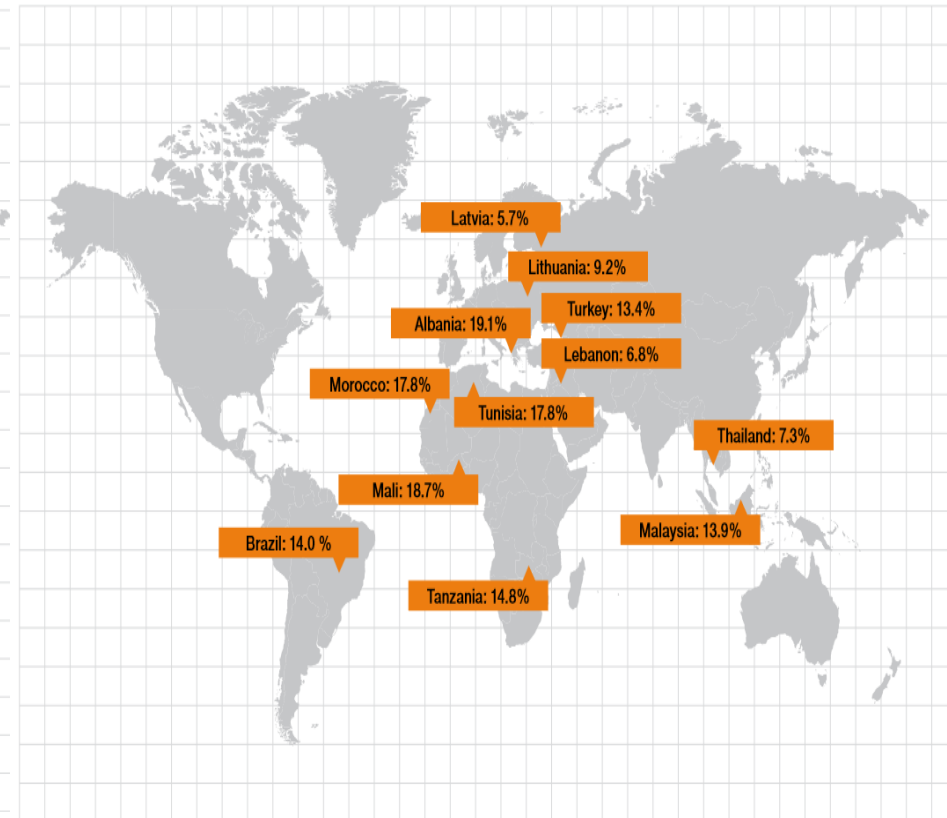 Latvia: 5.7%
Lithuania: 9.2%
Turkey: 13.4%
Albania: 19.1%
Lebanon: 6.8%
Morocco: 17.8%
Tunisia: 17.8%
Thailand: 7.3%
Mali: 18.7%
Malaysia: 13.9%
Brazil: 14.0 %
Tanzania: 14.8%